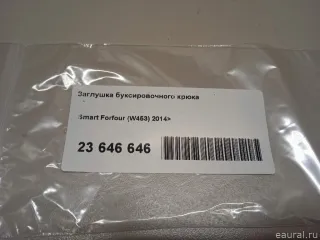 Заглушка буксировочного крюка
Smart Forfour (W453) 2014>
23 646 646
eaural.ru